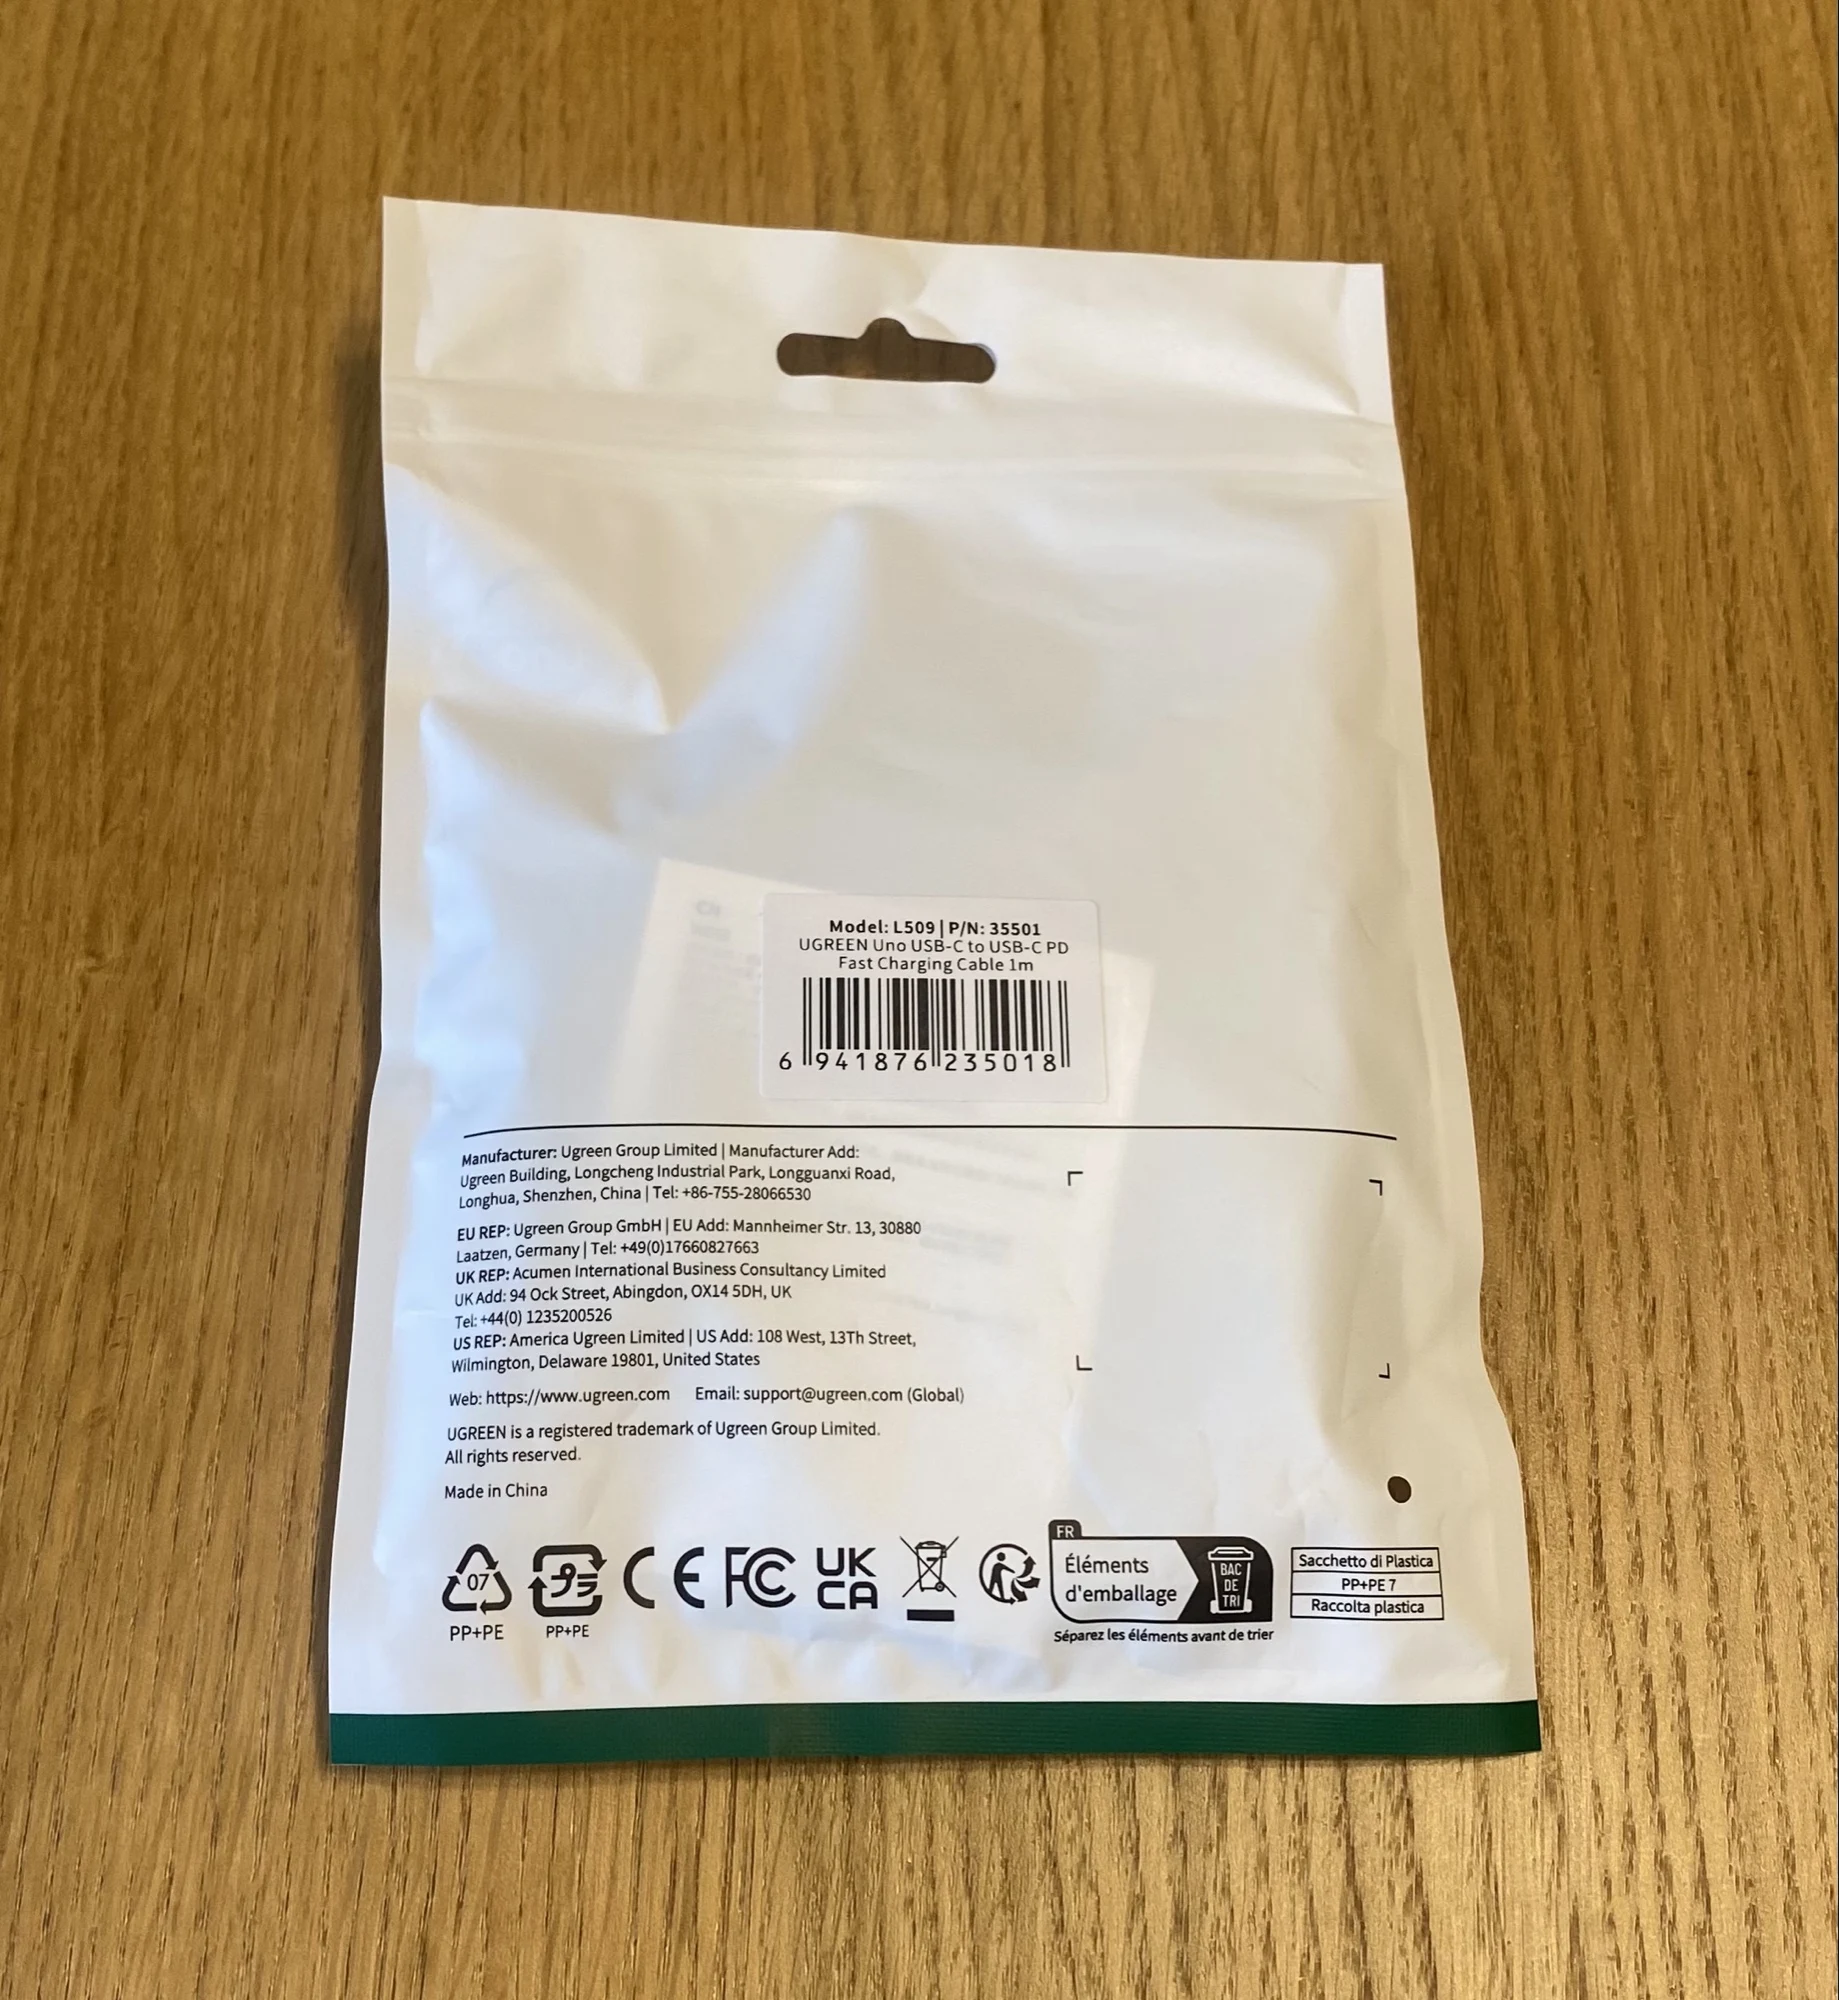 Model: L509 | P/N: 35501
UGREEN Uno USB-C to USB-C PD
Fast Charging Cable 1m
6 941876 235018
Manufacturer: Ugreen Group Limited | Manufacturer Add:
Ugreen Building, Longcheng Industrial Park, Longguanxi Road,
Longhua, Shenzhen, China | Tel: +86-755-28066530
EU REP: Ugreen Group GmbH | EU Add: Mannheimer Str. 13, 30880
Laatzen, Germany | Tel: +49(0)17660827663
UK REP: Acumen International Business Consultancy Limited
UK Add: 94 Ock Street, Abingdon, OX14 5DH, UK
Tel: +44(0) 1235200526
US REP: America Ugreen Limited | US Add: 108 West, 13Th Street,
Wilmington, Delaware 19801, United States
Web: https://www.ugreen.com Email: support@ugreen.com (Global)
UGREEN is a registered trademark of Ugreen Group Limited.
All rights reserved.
Made in China
07
PP+PE
プラ
PP+PE
CE
FC
UK
CA
FR
Éléments
d'emballage
BAC
DE
TRI
Séparez les éléments avant de trier
Sacchetto di Plastica
PP+PE 7
Raccolta plastica